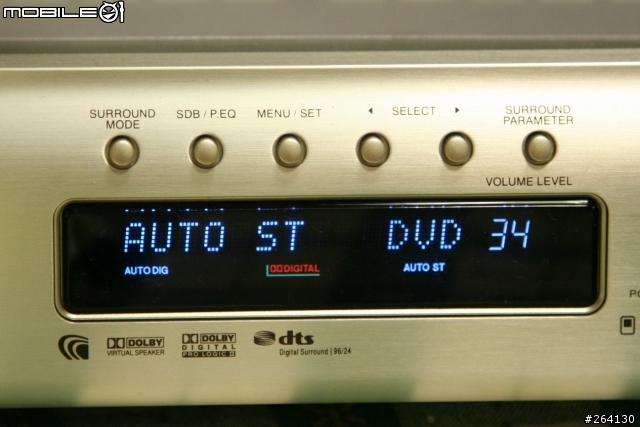 MOBILE01
SURROUND MODE
SDB / P.EQ
MENU / SET
SELECT
SURROUND PARAMETER
VOLUME LEVEL
AUTO ST DVD 34
AUTO DIG
DIGITAL
AUTO ST
DOLBY
VIRTUAL SPEAKER
DOLBY
DIGITAL
PRO LOGIC II
dts
Digital Surround | 96/24
#264130